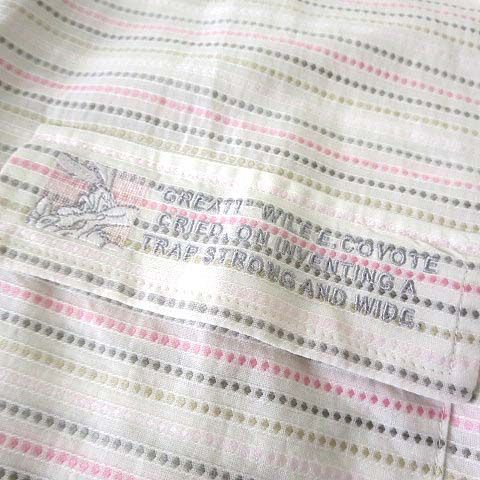 "GREAT!" WILE E. COYOTE
CRIED, ON INVENTING A
TRAP STRONG AND WIDE.